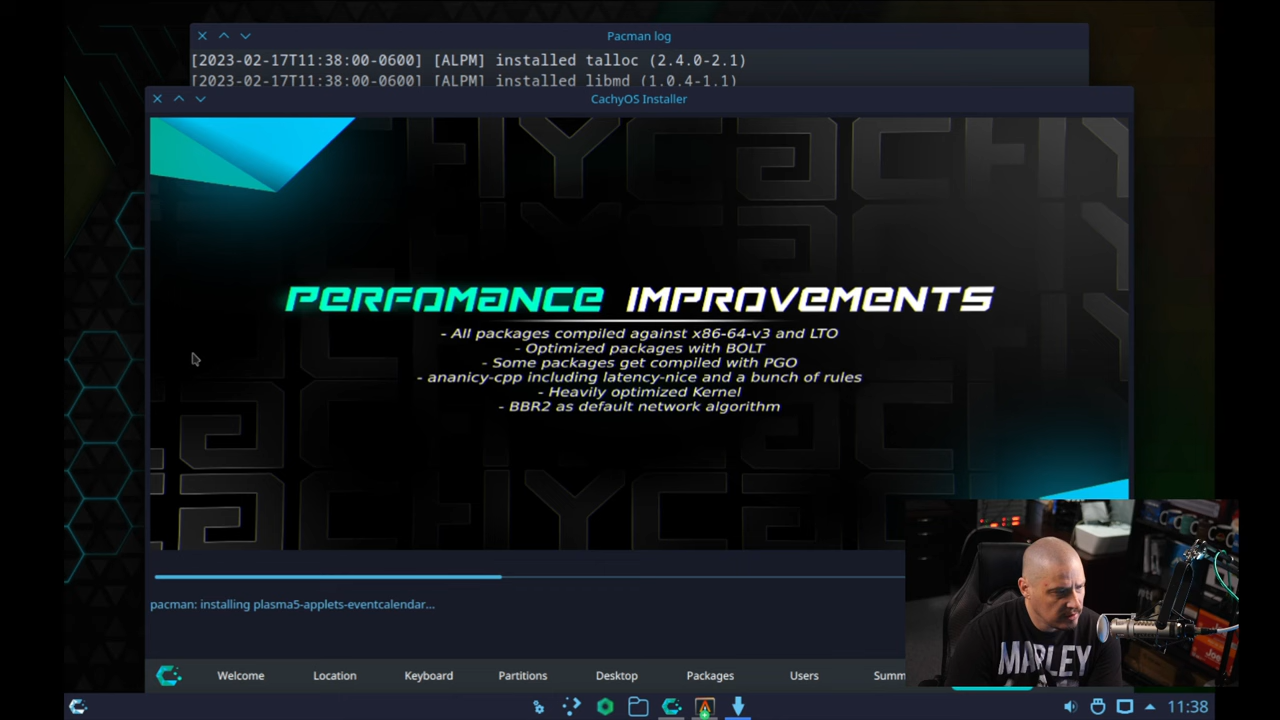 Pacman log
[2023-02-17T11:38:00-0600] [ALPM] installed talloc (2.4.0-2.1)
[2023-02-17T11:38:00-0600] [ALPM] installed libmd (1.0.4-1.1)
CachyOS Installer
PERFOMANCE IMPROVEMENTS
- All packages compiled against x86-64-v3 and LTO
- Optimized packages with BOLT
- Some packages get compiled with PGO
- ananicy-cpp including latency-nice and a bunch of rules
- Heavily optimized Kernel
- BBR2 as default network algorithm
pacman: installing plasma5-applets-eventcalendar...
MARLEY
Welcome Location Keyboard Partitions Desktop Packages Users Summ
11:38